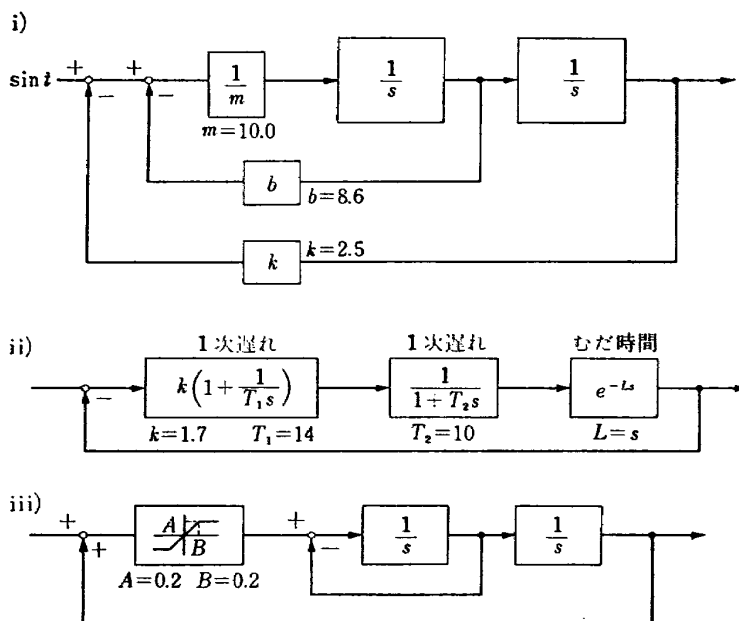 i)
sin t
+
−
+
−
1/m
m=10.0
1/s
1/s
b
b=8.6
k
k=2.5
ii)
1次遅れ
1次遅れ
むだ時間
−
k(1+1/(T₁s))
1/(1+T₂s)
e^{-Ls}
k=1.7 T₁=14
T₂=10
L=s
iii)
+
+
A
B
A=0.2 B=0.2
+
−
1/s
1/s